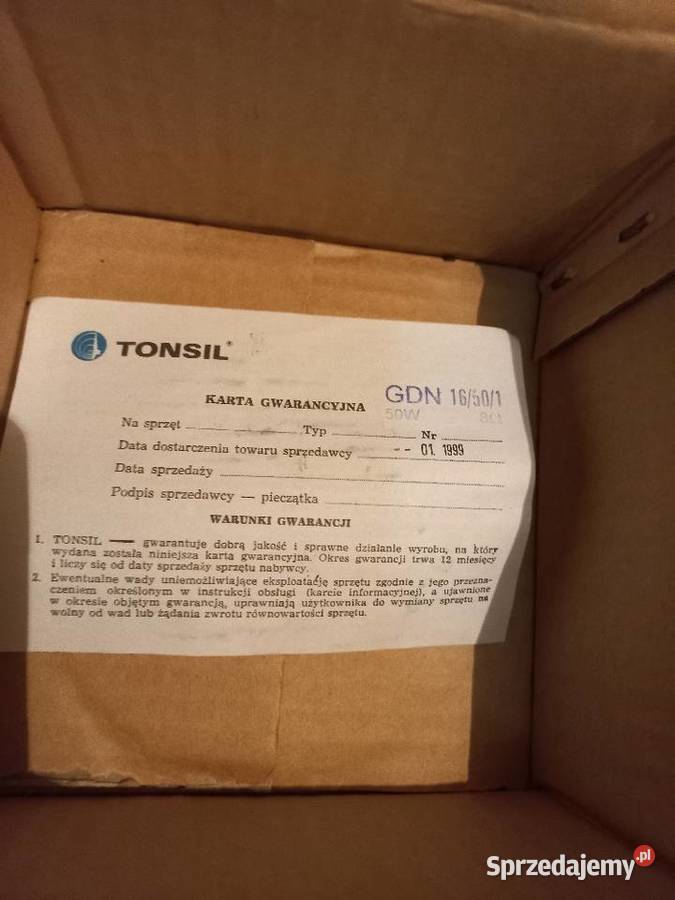 TONSIL®
KARTA GWARANCYJNA
GDN 16/50/1
50W 8Ω
Na sprzęt Typ Nr
Data dostarczenia towaru sprzedawcy -- 01. 1999
Data sprzedaży
Podpis sprzedawcy — pieczątka
WARUNKI GWARANCJI
1. TONSIL — gwarantuje dobrą jakość i sprawne działanie wyrobu, na który
wydana została niniejsza karta gwarancyjna. Okres gwarancji trwa 12 miesięcy
i liczy się od daty sprzedaży sprzętu nabywcy.
2. Ewentualne wady uniemożliwiające eksploatację sprzętu zgodnie z jego przezna-
czeniem określonym w instrukcji obsługi (karcie informacyjnej), a ujawnione
w okresie objętym gwarancją, uprawniają użytkownika do wymiany sprzętu na
wolny od wad lub żądania zwrotu równowartości sprzętu.
Sprzedajemy.pl